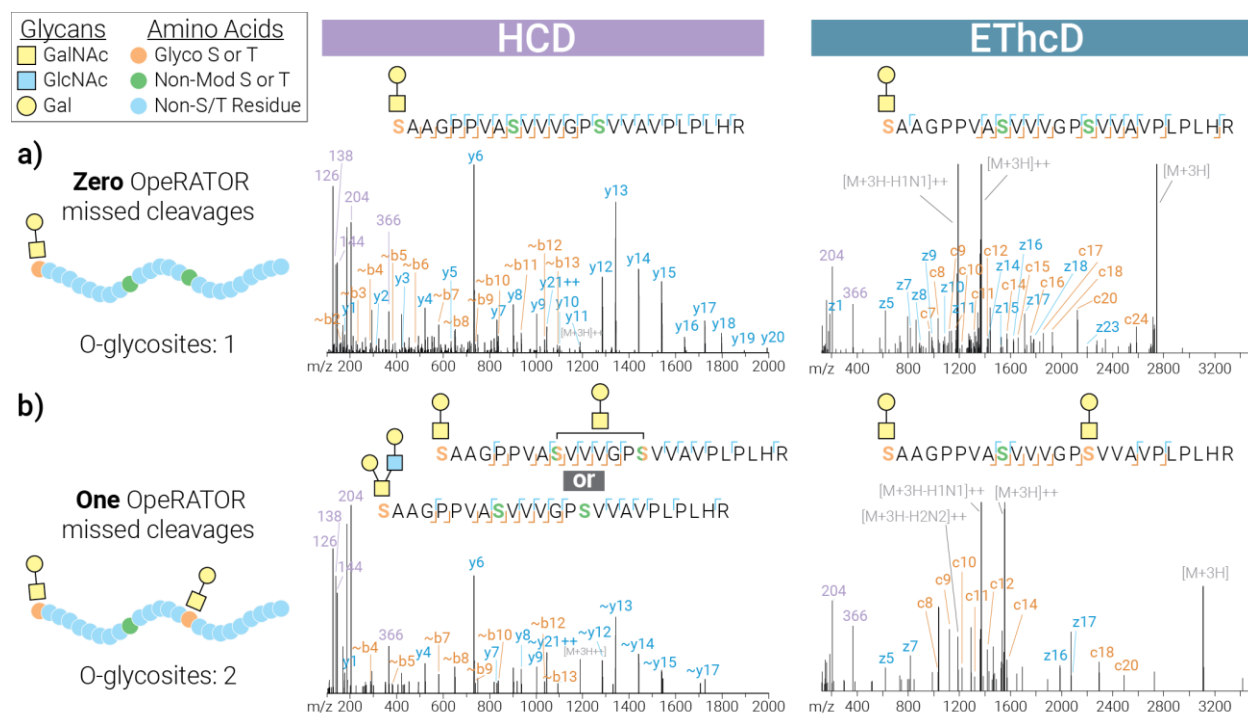 Glycans Amino Acids
GalNAc Glyco S or T
GlcNAc Non-Mod S or T
Gal Non-S/T Residue
HCD
EThcD
SAAGPPVASVVVGPSVVAVPLPLHR
SAAGPPVASVVVGPSVVAVPLPLHR
a)
Zero OpeRATOR
missed cleavages
O-glycosites: 1
138
126
204
144
366
~b2
y1
~b3
~b4
y2
~b5
y3
~b6
y4
~b7
y5
~b8
y6
~b9
~b10
y7
y8
~b11
y9
~b12
y21++
~b13
y10
y11
[M+3H]++
y12
y13
y14
y15
y16
y17
y18
y19
y20
m/z 200 400 600 800 1000 1200 1400 1600 1800 2000
[M+3H-H1N1]++
[M+3H]++
[M+3H]
204
366
z1
z5
z7
z8
z9
c7
c8
z10
c9
z11
c10
c11
c12
z14
z15
c14
z16
c15
z17
c16
z18
c17
c18
c20
z23
c24
m/z 400 800 1200 1600 2000 2400 2800 3200
b)
One OpeRATOR
missed cleavages
O-glycosites: 2
SAAGPPVASVVVGPSVVAVPLPLHR
or
SAAGPPVASVVVGPSVVAVPLPLHR
204
138
126
144
y1
~b4
366
~b5
y4
~b7
~b8
y6
~b9
~b10
y7
y8
y9
~b12
~y21++
[M+3H++]
~b13
~y12
~y13
~y14
~y15
~y17
m/z 200 400 600 800 1000 1200 1400 1600 1800 2000
SAAGPPVASVVVGPSVVAVPLPLHR
[M+3H-H1N1]++
[M+3H]++
[M+3H-H2N2]++
[M+3H]
204
366
z5
z7
c8
c9
c10
c11
c12
c14
z16
z17
c18
c20
m/z 400 800 1200 1600 2000 2400 2800 3200